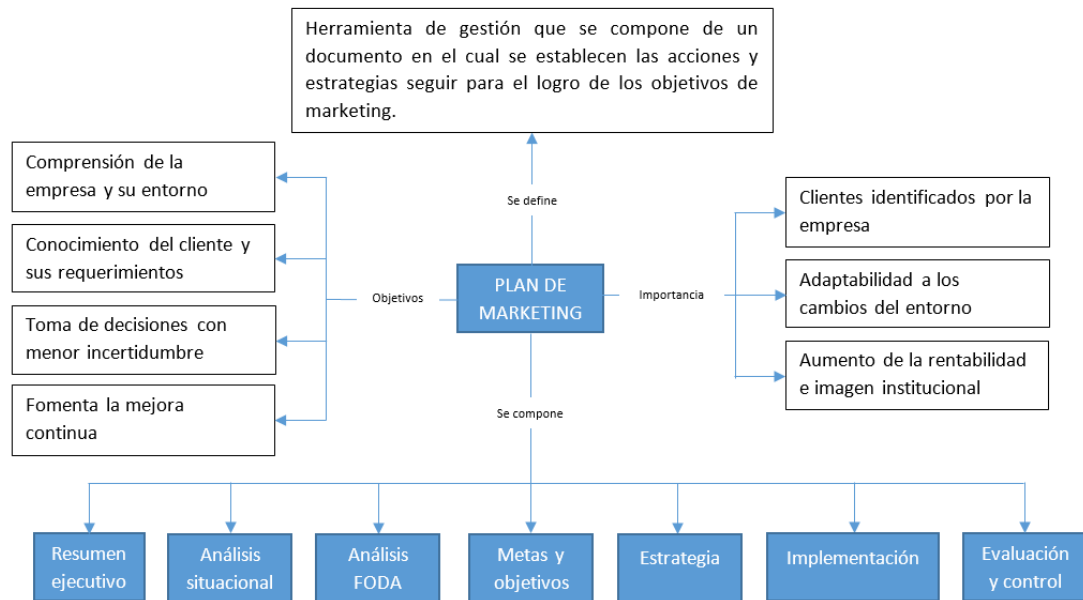 Herramienta de gestión que se compone de un
documento en el cual se establecen las acciones y
estrategias seguir para el logro de los objetivos de
marketing.
Comprensión de la
empresa y su entorno
Conocimiento del cliente y
sus requerimientos
Toma de decisiones con
menor incertidumbre
Fomenta la mejora
continua
Se define
Objetivos
PLAN DE
MARKETING
Importancia
Clientes identificados por la
empresa
Adaptabilidad a los
cambios del entorno
Aumento de la rentabilidad
e imagen institucional
Se compone
Resumen
ejecutivo
Análisis
situacional
Análisis
FODA
Metas y
objetivos
Estrategia
Implementación
Evaluación
y control